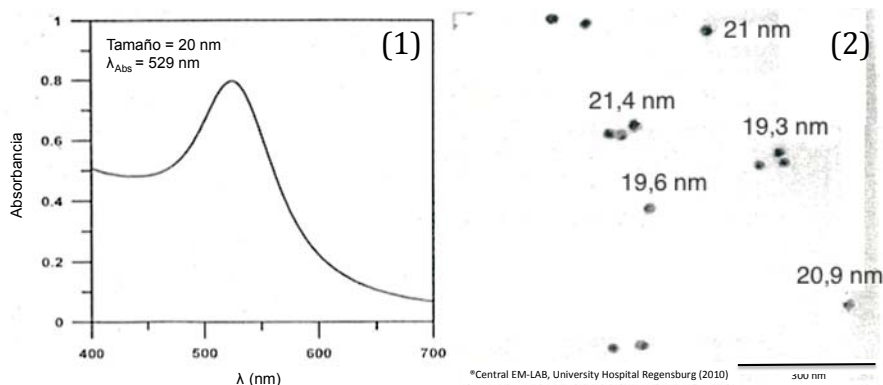 (1)
Tamaño = 20 nm
λAbs = 529 nm
1
0.8
0.6
0.4
0.2
0
Absorbancia
400
500
600
700
λ (nm)
(2)
21 nm
21,4 nm
19,3 nm
19,6 nm
20,9 nm
®Central EM-LAB, University Hospital Regensburg (2010)
300 nm